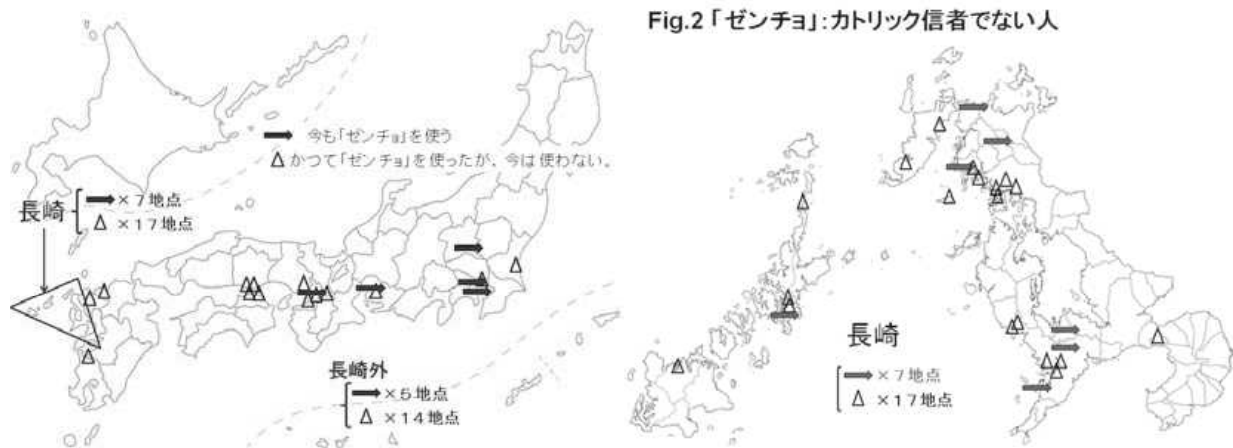 Fig.2「ゼンチョ」：カトリック信者でない人
今も「ゼンチョ」を使う
△かつて「ゼンチョ」を使ったが、今は使わない。
長崎
×７地点
△ ×１７地点
長崎外
×５地点
△ ×１４地点
長崎
×７地点
△ ×１７地点